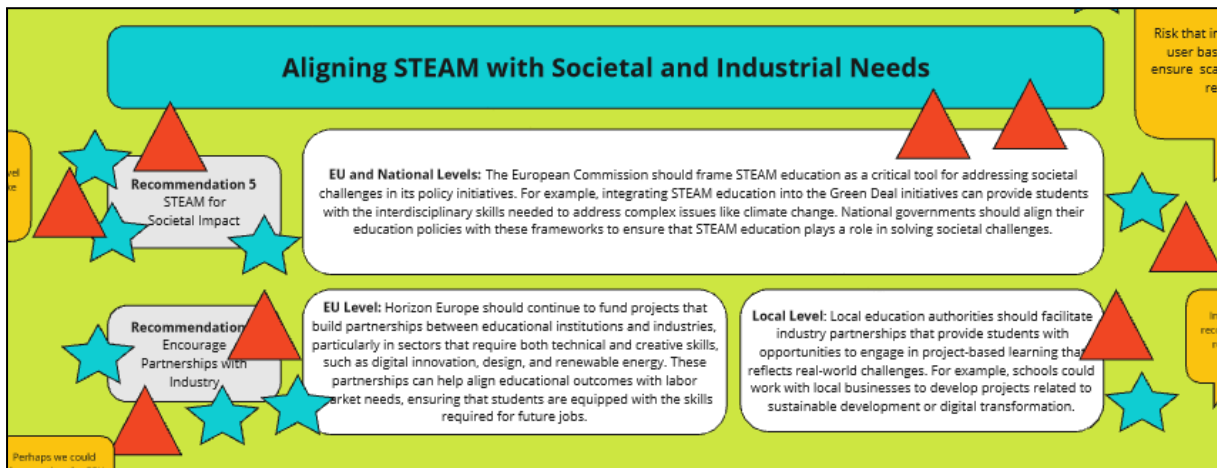 Aligning STEAM with Societal and Industrial Needs
Risk that
user
ensure
Recommendation 5
STEAM for
Societal Impact
EU and National Levels: The European Commission should frame STEAM education as a critical tool for addressing societal
challenges in its policy initiatives. For example, integrating STEAM education into the Green Deal initiatives can provide students
with the interdisciplinary skills needed to address complex issues like climate change. National governments should align their
education policies with these frameworks to ensure that STEAM education plays a role in solving societal challenges.
Recommendation
Encourage
Partnerships with
Industry
EU Level: Horizon Europe should continue to fund projects that
build partnerships between educational institutions and industries,
particularly in sectors that require both technical and creative skills,
such as digital innovation, design, and renewable energy. These
partnerships can help align educational outcomes with labor
needs, ensuring that students are equipped with the skills
required for future jobs.
Local Level: Local education authorities should facilitate
industry partnerships that provide students with
opportunities to engage in project-based learning that
reflects real-world challenges. For example, schools could
work with local businesses to develop projects related to
sustainable development or digital transformation.
Perhaps we could